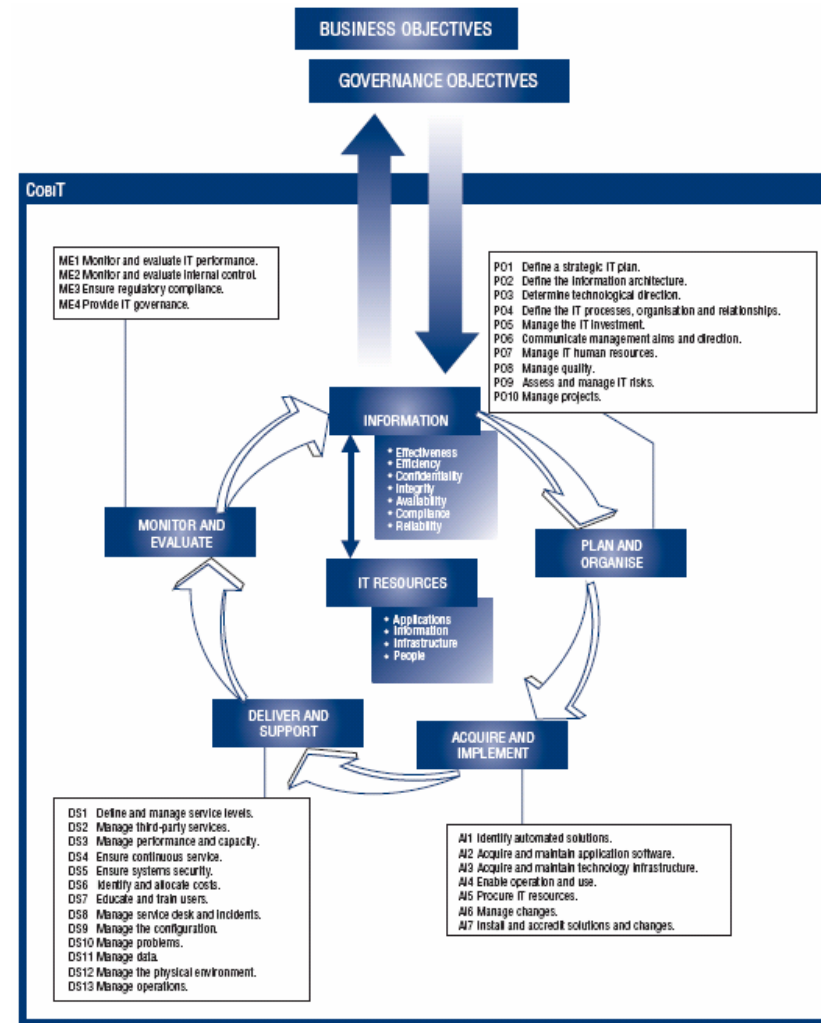 BUSINESS OBJECTIVES
GOVERNANCE OBJECTIVES
COBIT
ME1 Monitor and evaluate IT performance.
ME2 Monitor and evaluate internal control.
ME3 Ensure regulatory compliance.
ME4 Provide IT governance.
PO1 Define a strategic IT plan.
PO2 Define the information architecture.
PO3 Determine technological direction.
PO4 Define the IT processes, organisation and relationships.
PO5 Manage the IT investment.
PO6 Communicate management aims and direction.
PO7 Manage IT human resources.
PO8 Manage quality.
PO9 Assess and manage IT risks.
PO10 Manage projects.
INFORMATION
• Effectiveness
• Efficiency
• Confidentiality
• Integrity
• Availability
• Compliance
• Reliability
MONITOR AND
EVALUATE
PLAN AND
ORGANISE
IT RESOURCES
• Applications
• Information
• Infrastructure
• People
DELIVER AND
SUPPORT
ACQUIRE AND
IMPLEMENT
DS1 Define and manage service levels.
DS2 Manage third-party services.
DS3 Manage performance and capacity.
DS4 Ensure continuous service.
DS5 Ensure systems security.
DS6 Identify and allocate costs.
DS7 Educate and train users.
DS8 Manage service desk and incidents.
DS9 Manage the configuration.
DS10 Manage problems.
DS11 Manage data.
DS12 Manage the physical environment.
DS13 Manage operations.
AI1 Identify automated solutions.
AI2 Acquire and maintain application software.
AI3 Acquire and maintain technology infrastructure.
AI4 Enable operation and use.
AI5 Procure IT resources.
AI6 Manage changes.
AI7 Install and accredit solutions and changes.